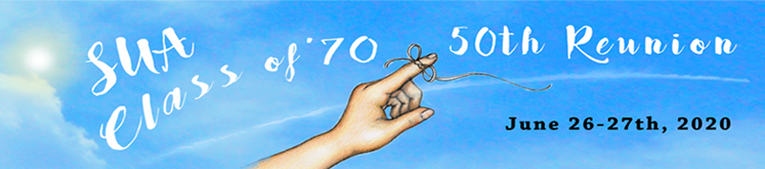 SUA
Class of '70
50th Reunion
June 26-27th, 2020